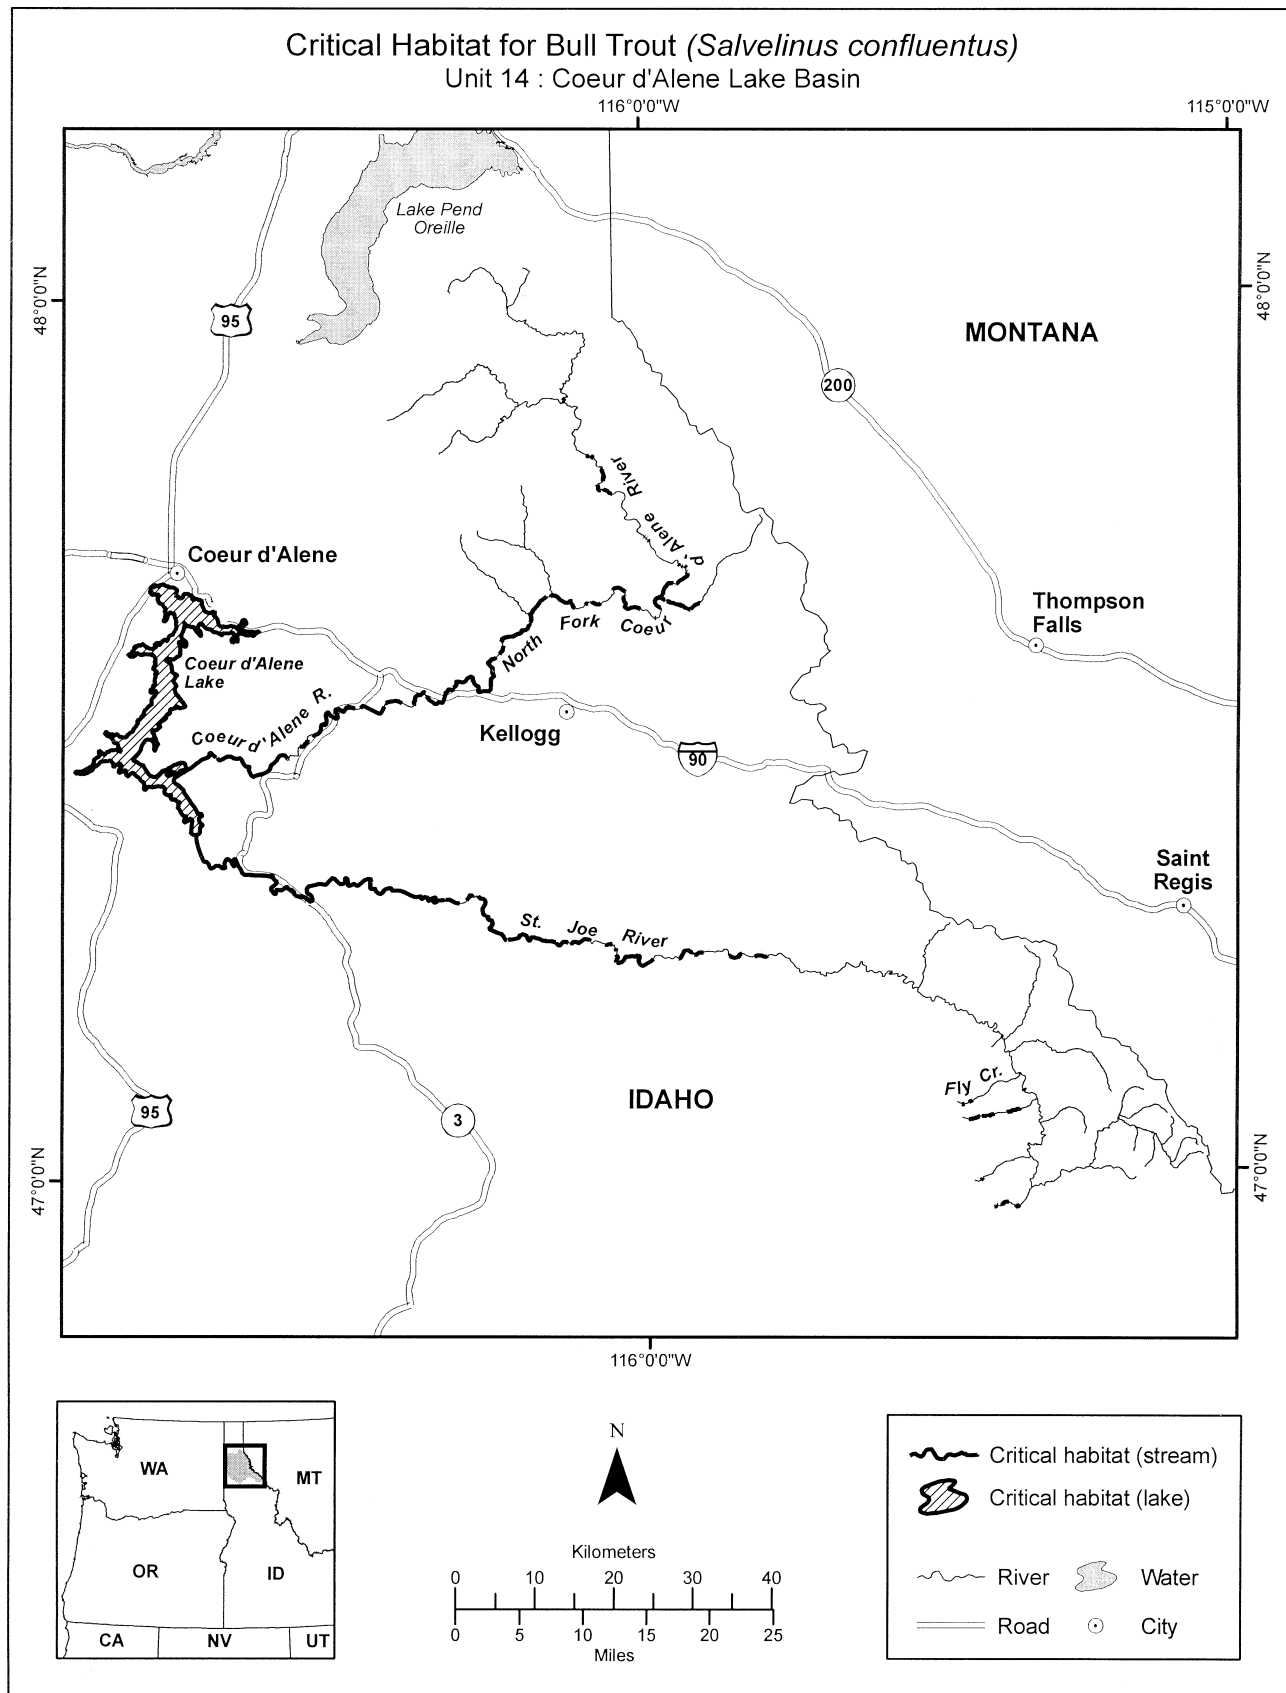 Critical Habitat for Bull Trout (Salvelinus confluentus)
Unit 14 : Coeur d'Alene Lake Basin
116°0'0"W
115°0'0"W
48°0'0"N
48°0'0"N
Lake Pend
Oreille
95
MONTANA
200
d'Alene River
Coeur d'Alene
Thompson
Falls
North Fork Coeur
Coeur d'Alene
Lake
Coeur d'Alene R.
Kellogg
90
Saint
Regis
St. Joe River
Fly Cr.
IDAHO
95
3
47°0'0"N
47°0'0"N
116°0'0"W
WA
MT
OR
ID
CA
NV
UT
N
Kilometers
0 10 20 30 40
0 5 10 15 20 25
Miles
Critical habitat (stream)
Critical habitat (lake)
River
Water
Road
City